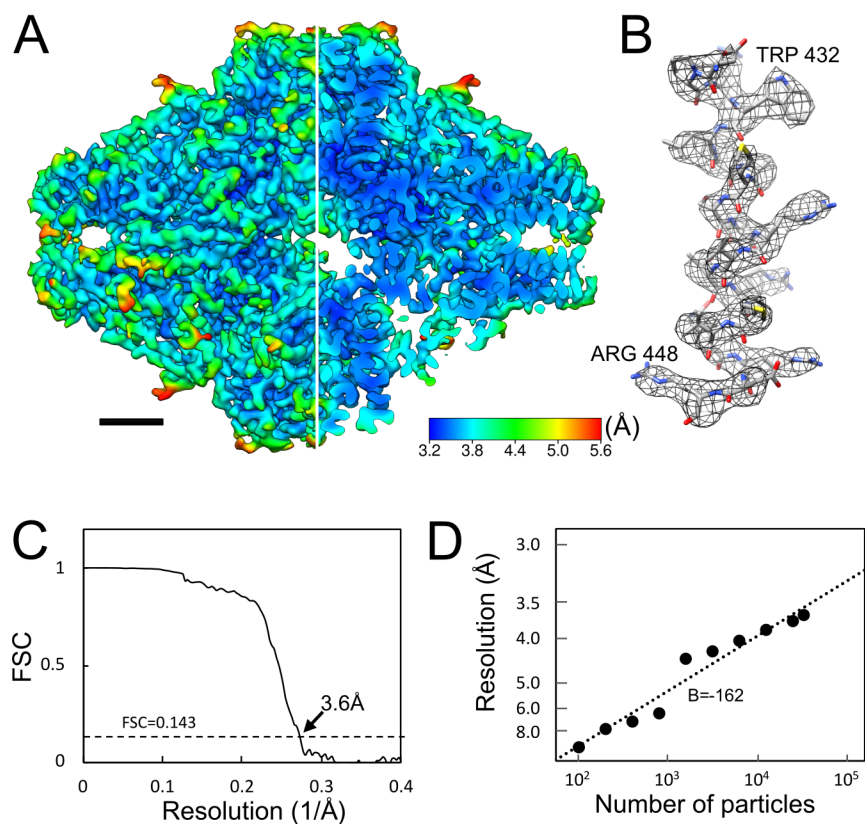 A
B
TRP 432
ARG 448
(Å)
3.2 3.8 4.4 5.0 5.6
C
1
0.5
0
FSC
FSC=0.143
3.6Å
0 0.1 0.2 0.3 0.4
Resolution (1/Å)
D
3.0
3.5
4.0
5.0
6.0
8.0
Resolution (Å)
B=-162
10² 10³ 10⁴ 10⁵
Number of particles